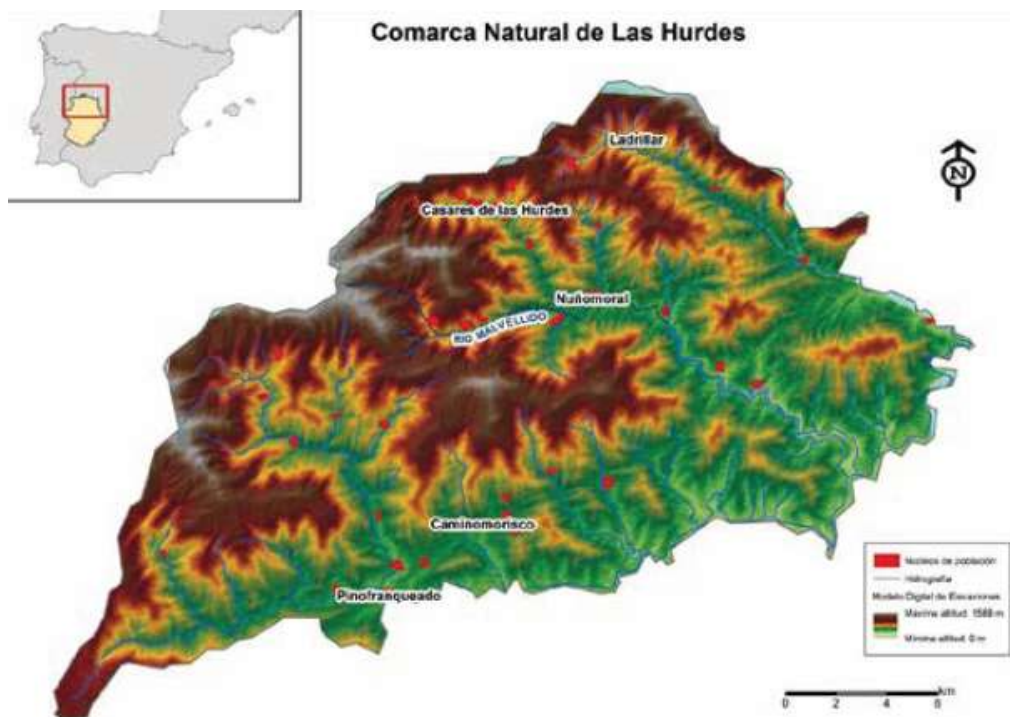 Comarca Natural de Las Hurdes
Ladrillar
N
Casares de las Hurdes
Nuñomoral
RIO MALVELLIDO
Caminomorisco
Pinofranqueado
Núcleos de población
Hidrografía
Modelo Digital de Elevaciones
Máxima altitud: 1588 m
Mínima altitud: 0 m
km
0 2 4 8